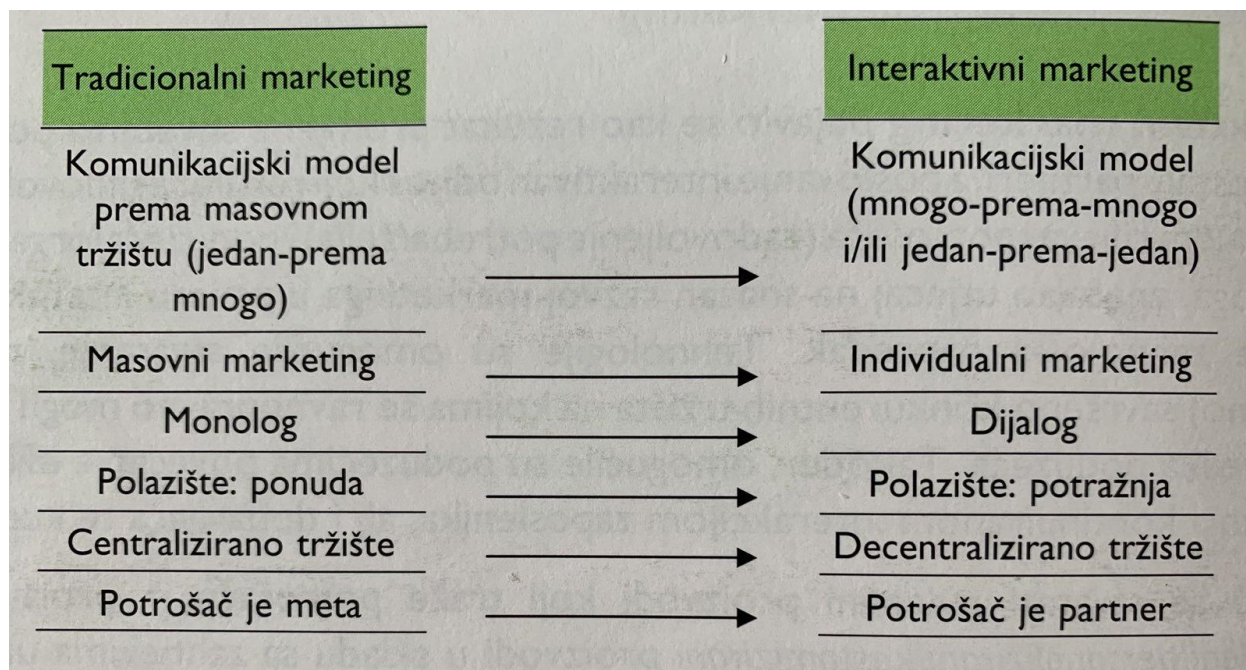 Tradicionalni marketing
Interaktivni marketing
Komunikacijski model
prema masovnom
tržištu (jedan-prema
mnogo)
Komunikacijski model
(mnogo-prema-mnogo
i/ili jedan-prema-jedan)
Masovni marketing
Individualni marketing
Monolog
Dijalog
Polazište: ponuda
Polazište: potražnja
Centralizirano tržište
Decentralizirano tržište
Potrošač je meta
Potrošač je partner